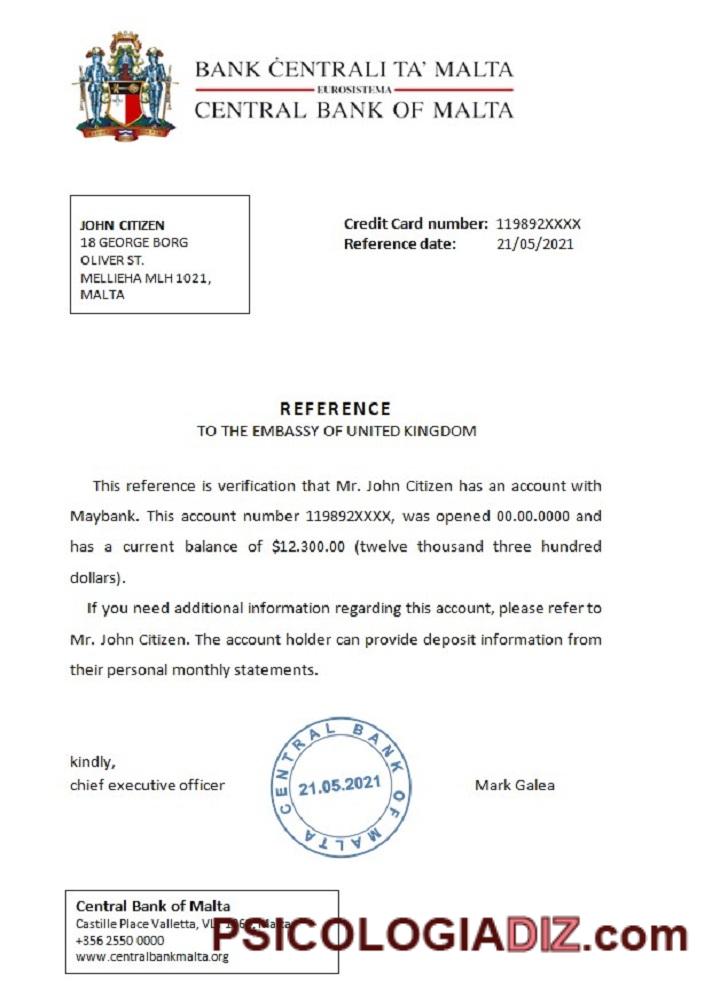 BANK ĊENTRALI TA' MALTA
EUROSISTEMA
CENTRAL BANK OF MALTA
JOHN CITIZEN
18 GEORGE BORG
OLIVER ST.
MELLIEHA MLH 1021,
MALTA
Credit Card number: 119892XXXX
Reference date: 21/05/2021
REFERENCE
TO THE EMBASSY OF UNITED KINGDOM
This reference is verification that Mr. John Citizen has an account with
Maybank. This account number 119892XXXX, was opened 00.00.0000 and
has a current balance of $12.300.00 (twelve thousand three hundred
dollars).
If you need additional information regarding this account, please refer to
Mr. John Citizen. The account holder can provide deposit information from
their personal monthly statements.
kindly,
chief executive officer
CENTRAL BANK OF MALTA
21.05.2021
Mark Galea
Central Bank of Malta
Castille Place Valletta, Malta
+356 2550 0000
www.centralbankmalta.org
PSICOLOGIADIZ.com